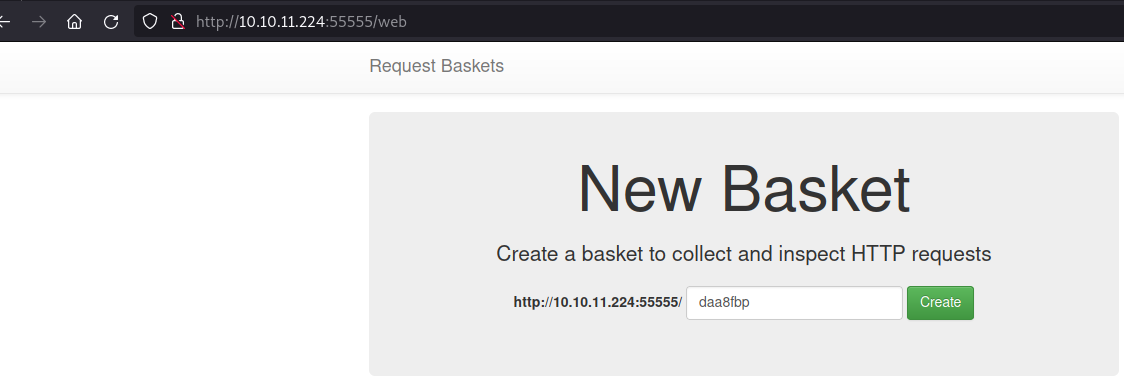 http://10.10.11.224:55555/web
Request Baskets
New Basket
Create a basket to collect and inspect HTTP requests
http://10.10.11.224:55555/ daa8fbp Create